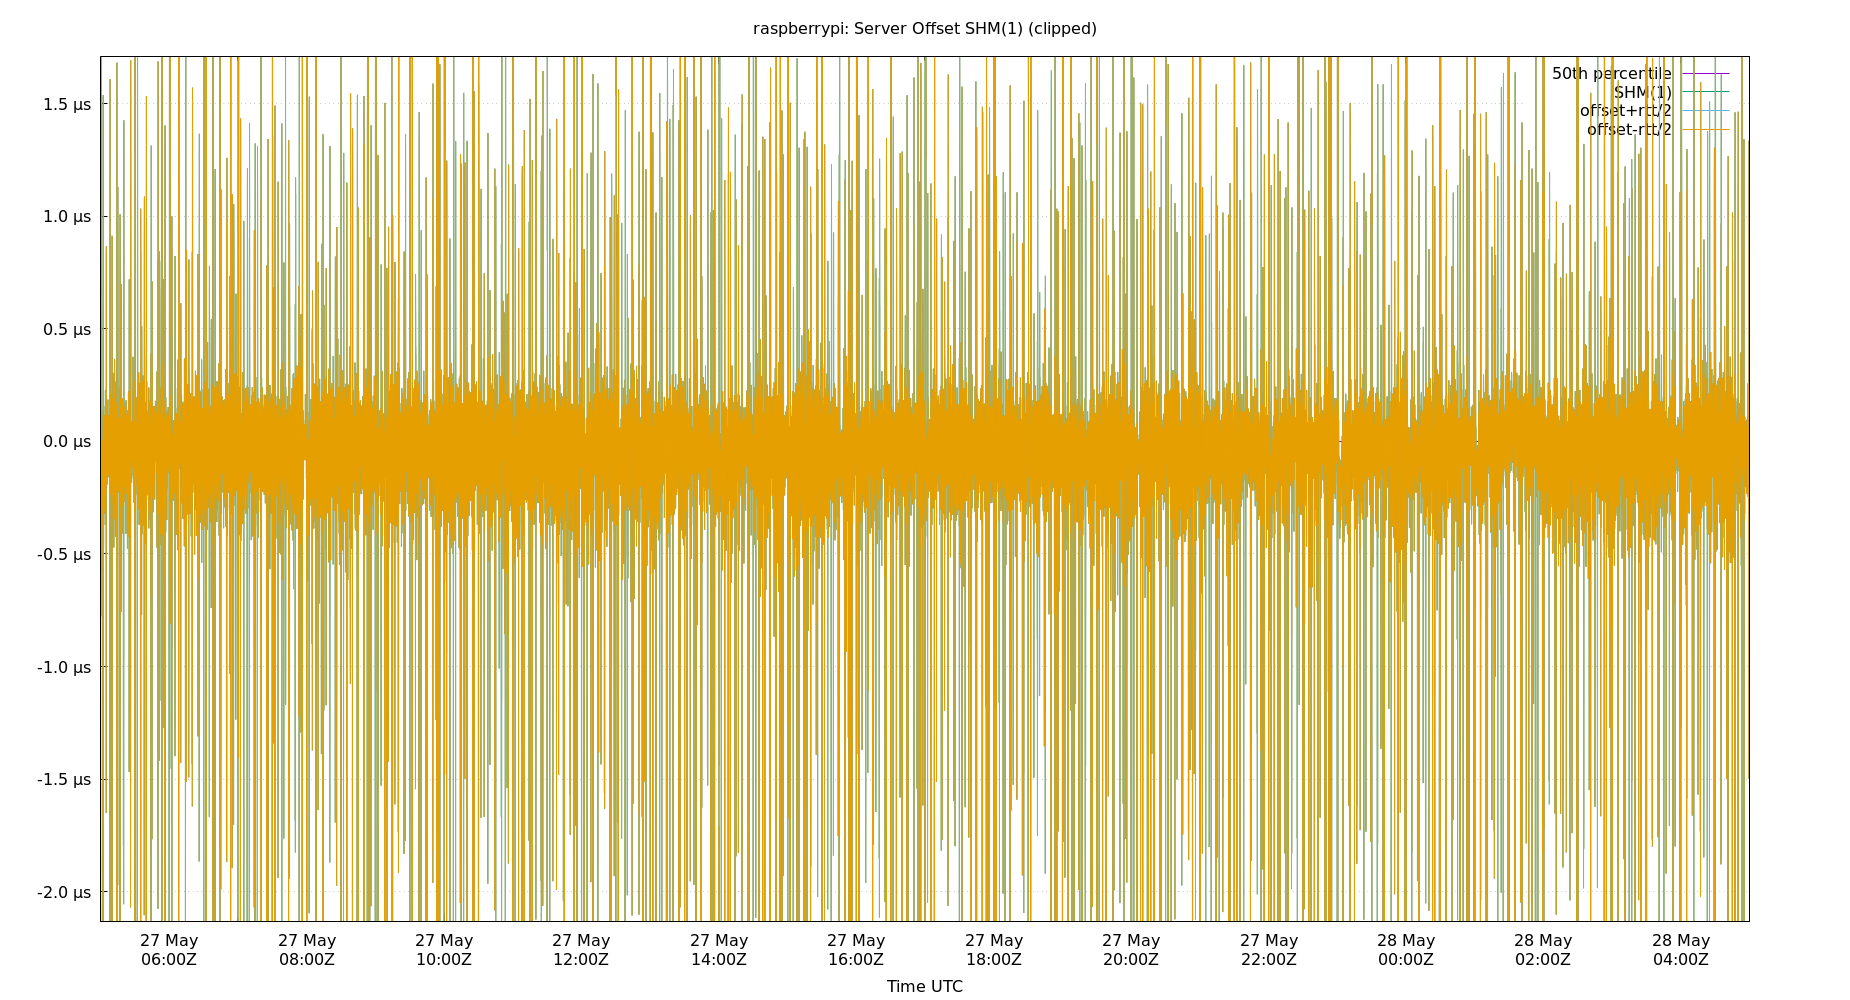 raspberrypi: Server Offset SHM(1) (clipped)
50th percentile
SHM(1)
offset+rtt/2
offset-rtt/2
1.5 µs
1.0 µs
0.5 µs
0.0 µs
-0.5 µs
-1.0 µs
-1.5 µs
-2.0 µs
27 May 27 May 27 May 27 May 27 May 27 May 27 May 27 May 27 May 28 May 28 May 28 May
06:00Z 08:00Z 10:00Z 12:00Z 14:00Z 16:00Z 18:00Z 20:00Z 22:00Z 00:00Z 02:00Z 04:00Z
Time UTC